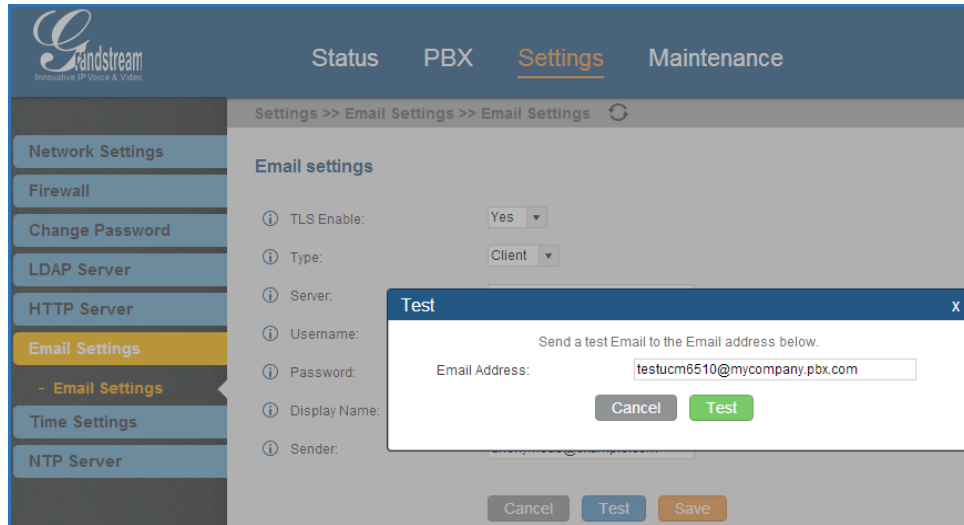 Grandstream
Innovative IP Voice & Video
Status PBX Settings Maintenance
Settings >> Email Settings >> Email Settings
Network Settings
Firewall
Change Password
LDAP Server
HTTP Server
Email Settings
- Email Settings
Time Settings
NTP Server
Email settings
TLS Enable: Yes
Type: Client
Server:
Username:
Password:
Display Name:
Sender:
Cancel Test Save
Test X
Send a test Email to the Email address below.
Email Address: testucm6510@mycompany.pbx.com
Cancel Test